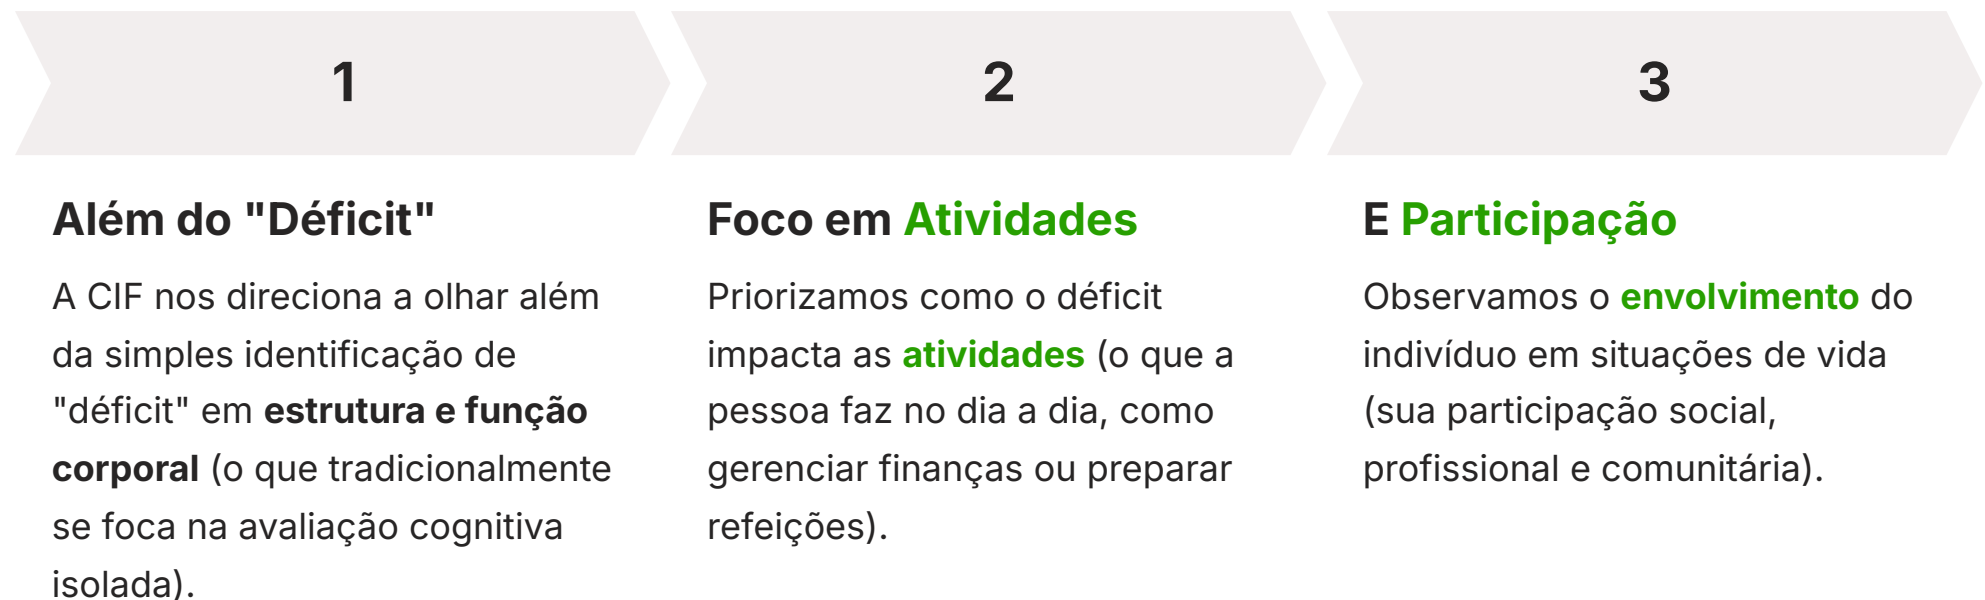 1
Além do "Déficit"
A CIF nos direciona a olhar além
da simples identificação de
"déficit" em estrutura e função
corporal (o que tradicionalmente
se foca na avaliação cognitiva
isolada).
2
Foco em Atividades
Priorizamos como o déficit
impacta as atividades (o que a
pessoa faz no dia a dia, como
gerenciar finanças ou preparar
refeições).
3
E Participação
Observamos o envolvimento do
indivíduo em situações de vida
(sua participação social,
profissional e comunitária).